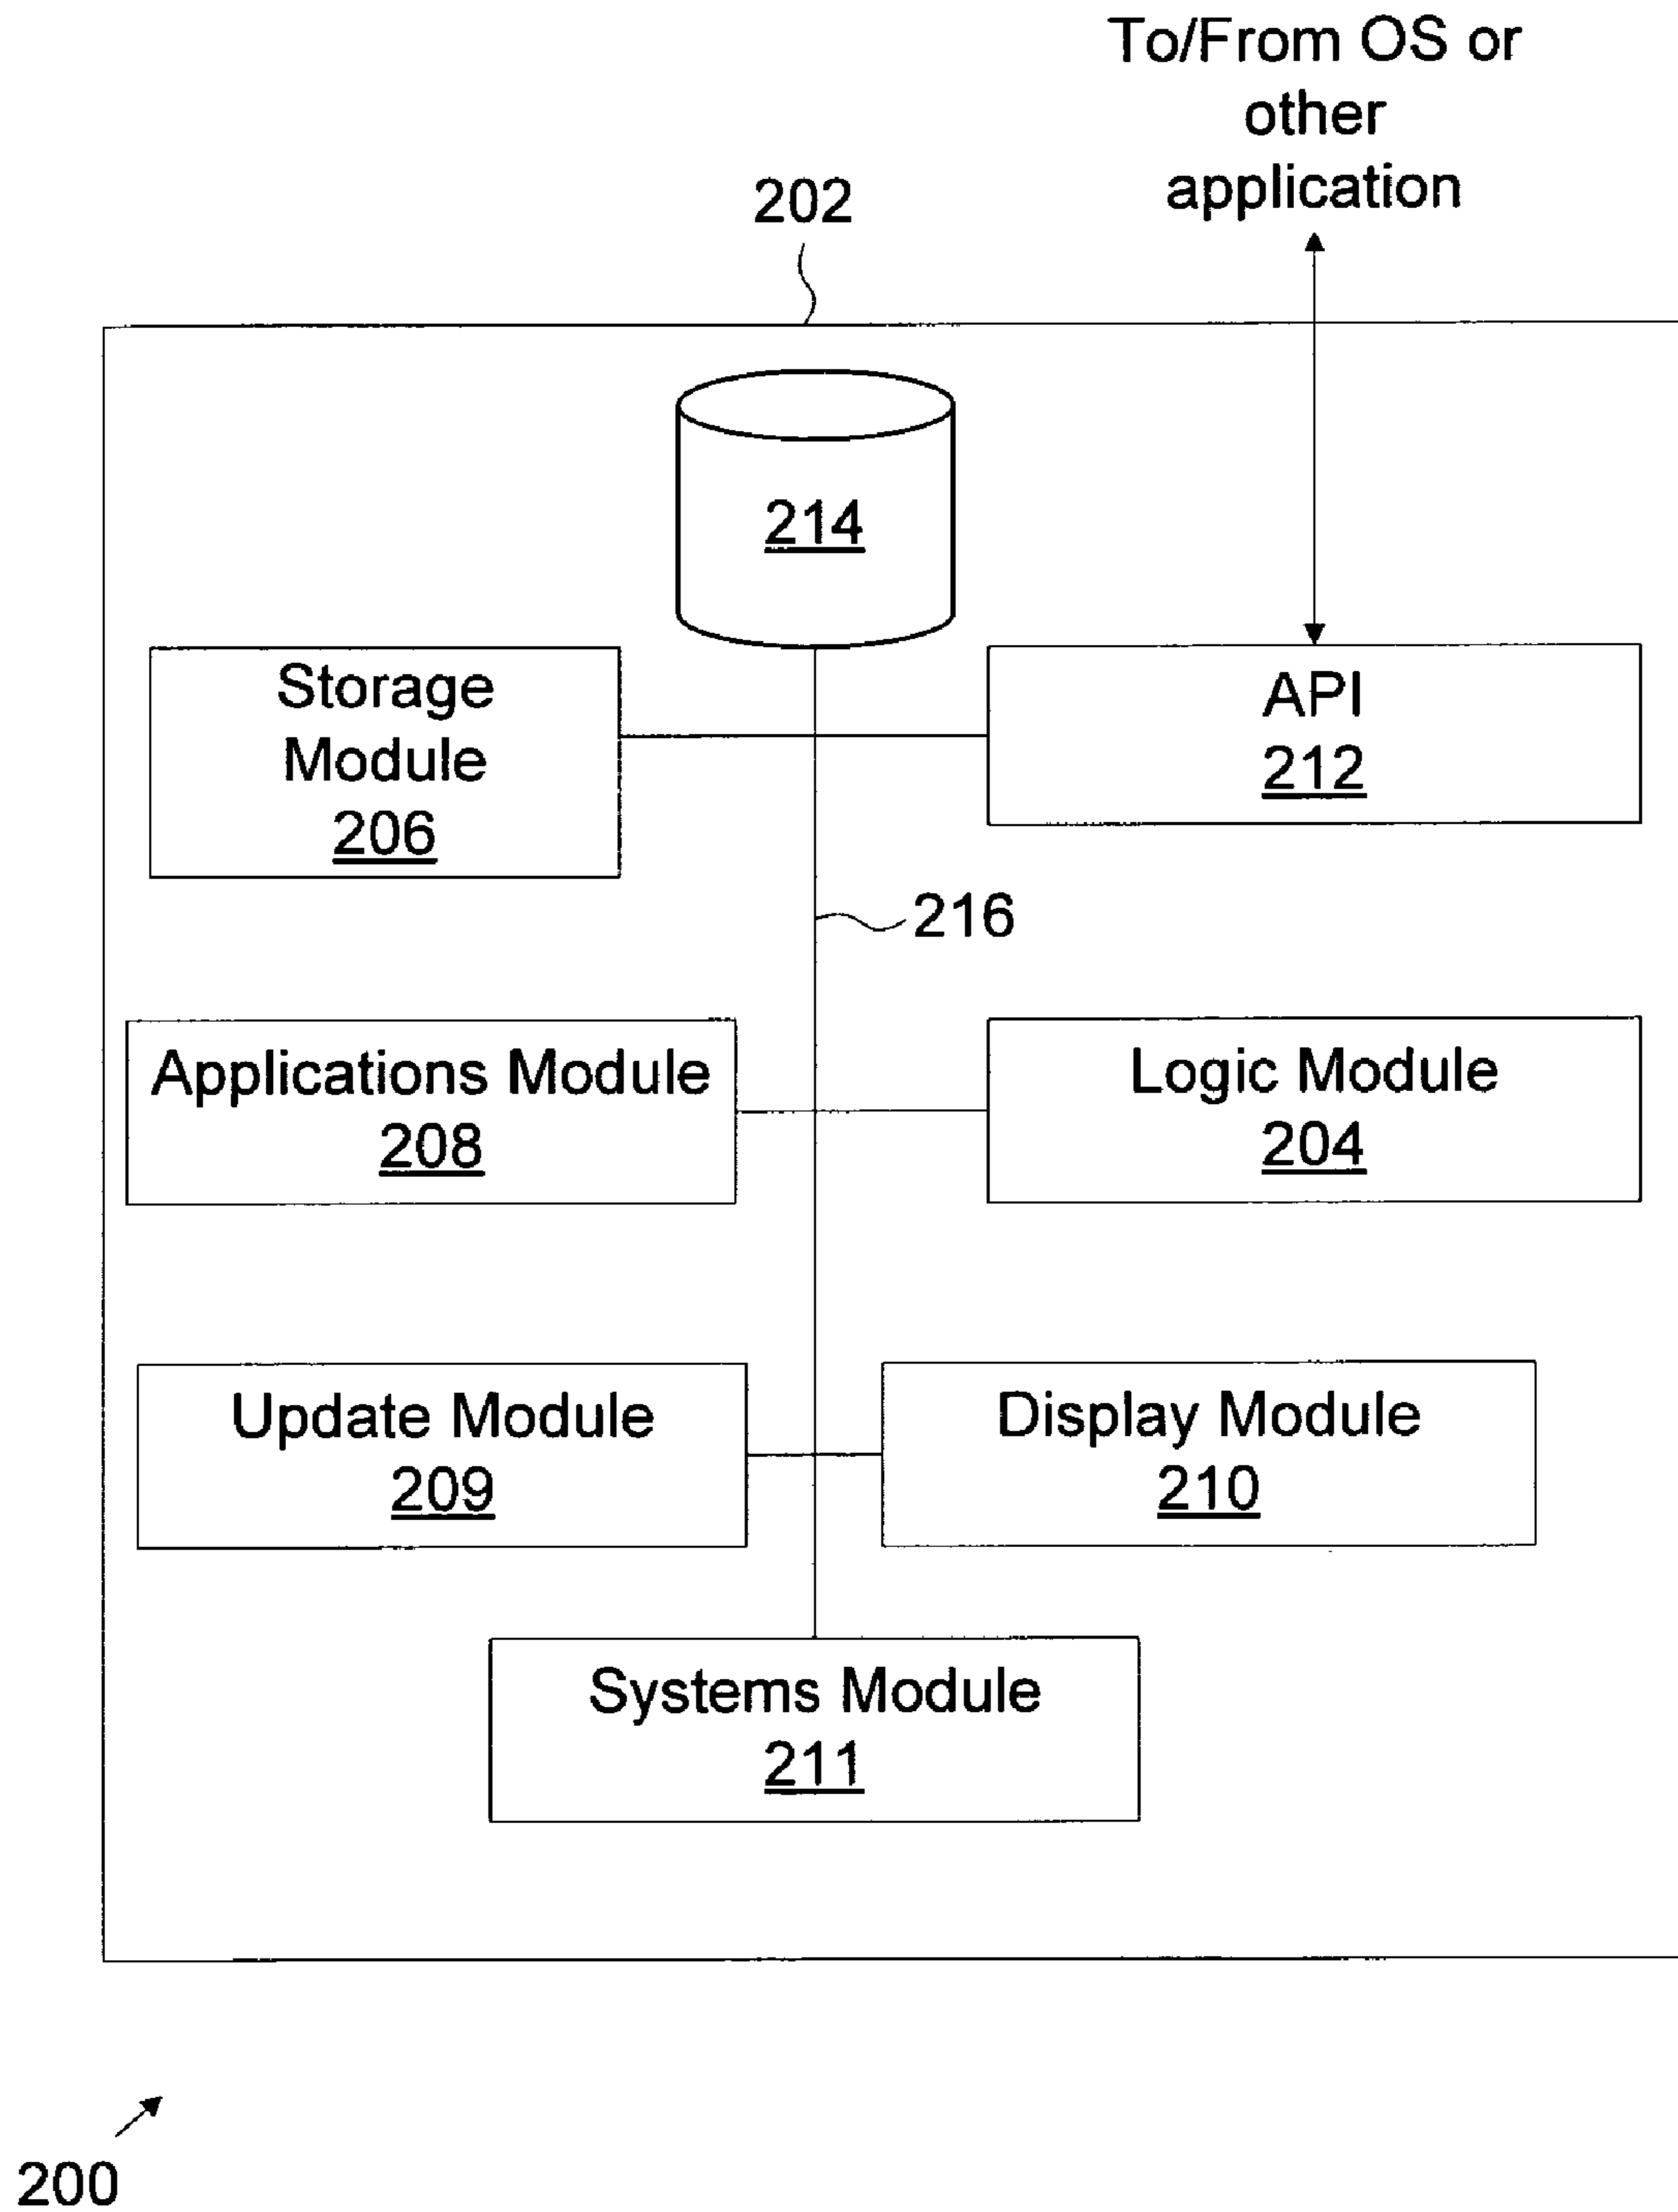 To/From OS or
other
application
202
214
Storage
Module
206
API
212
216
Applications Module
208
Logic Module
204
Update Module
209
Display Module
210
Systems Module
211
200